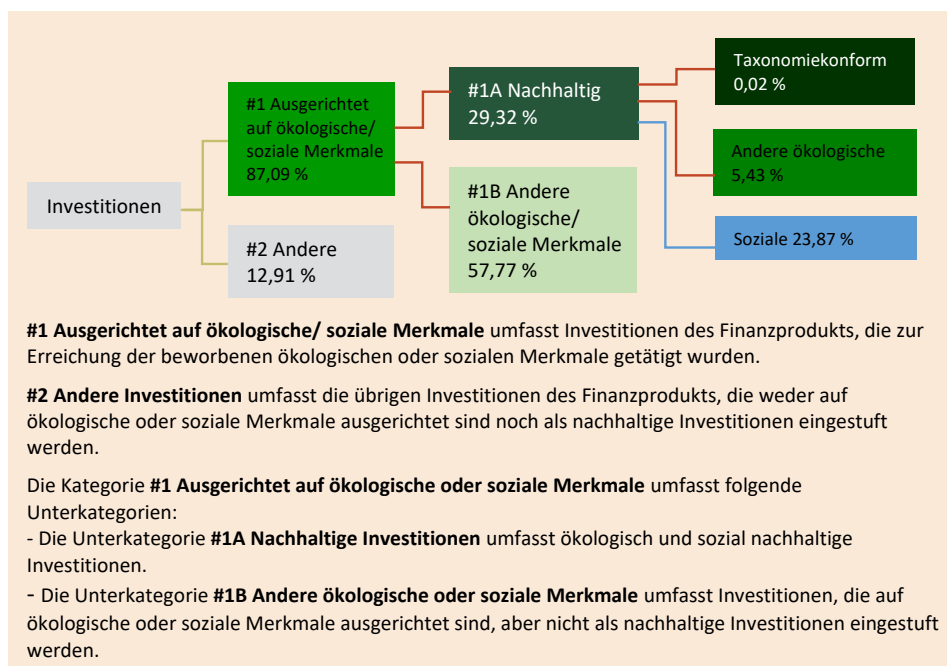 Investitionen
#1 Ausgerichtet
auf ökologische/
soziale Merkmale
87,09 %
#2 Andere
12,91 %
#1A Nachhaltig
29,32 %
#1B Andere
ökologische/
soziale Merkmale
57,77 %
Taxonomiekonform
0,02 %
Andere ökologische
5,43 %
Soziale 23,87 %
#1 Ausgerichtet auf ökologische/ soziale Merkmale umfasst Investitionen des Finanzprodukts, die zur
Erreichung der beworbenen ökologischen oder sozialen Merkmale getätigt wurden.
#2 Andere Investitionen umfasst die übrigen Investitionen des Finanzprodukts, die weder auf
ökologische oder soziale Merkmale ausgerichtet sind noch als nachhaltige Investitionen eingestuft
werden.
Die Kategorie #1 Ausgerichtet auf ökologische oder soziale Merkmale umfasst folgende
Unterkategorien:
- Die Unterkategorie #1A Nachhaltige Investitionen umfasst ökologisch und sozial nachhaltige
Investitionen.
- Die Unterkategorie #1B Andere ökologische oder soziale Merkmale umfasst Investitionen, die auf
ökologische oder soziale Merkmale ausgerichtet sind, aber nicht als nachhaltige Investitionen eingestuft
werden.